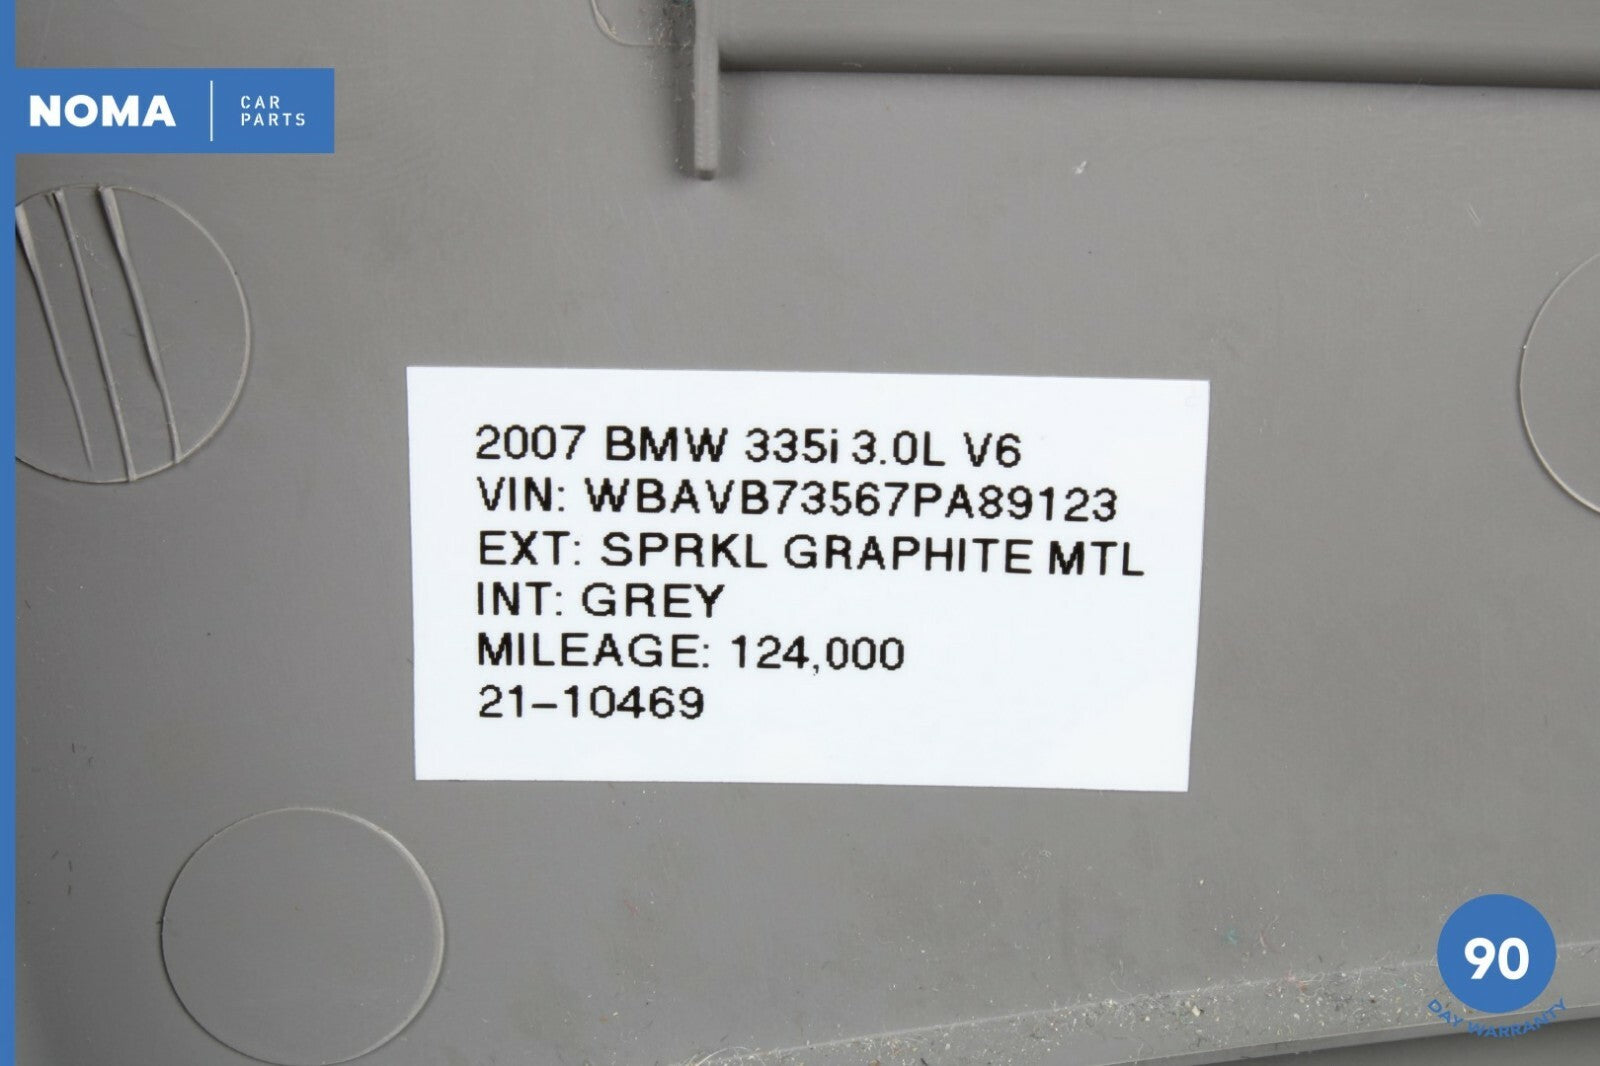 NOMA
CAR
PARTS
2007 BMW 335i 3.0L V6
VIN: WBAVB73567PA89123
EXT: SPRKL GRAPHITE MTL
INT: GREY
MILEAGE: 124,000
21-10469
90
DAY WARRANTY